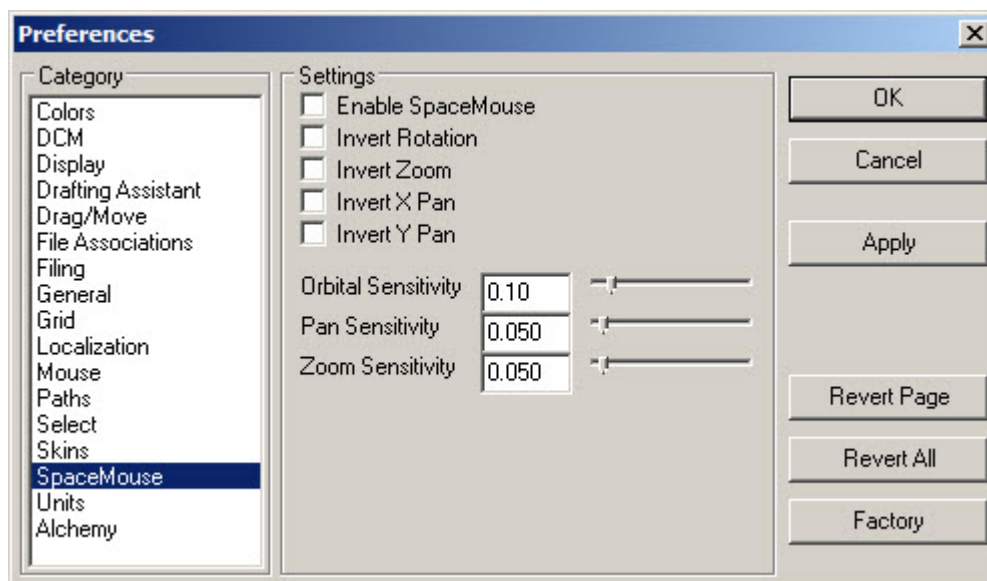 Preferences
Category
Colors
DCM
Display
Drafting Assistant
Drag/Move
File Associations
Filing
General
Grid
Localization
Mouse
Paths
Select
Skins
SpaceMouse
Units
Alchemy
Settings
Enable SpaceMouse
Invert Rotation
Invert Zoom
Invert X Pan
Invert Y Pan
Orbital Sensitivity 0.10
Pan Sensitivity 0.050
Zoom Sensitivity 0.050
OK
Cancel
Apply
Revert Page
Revert All
Factory